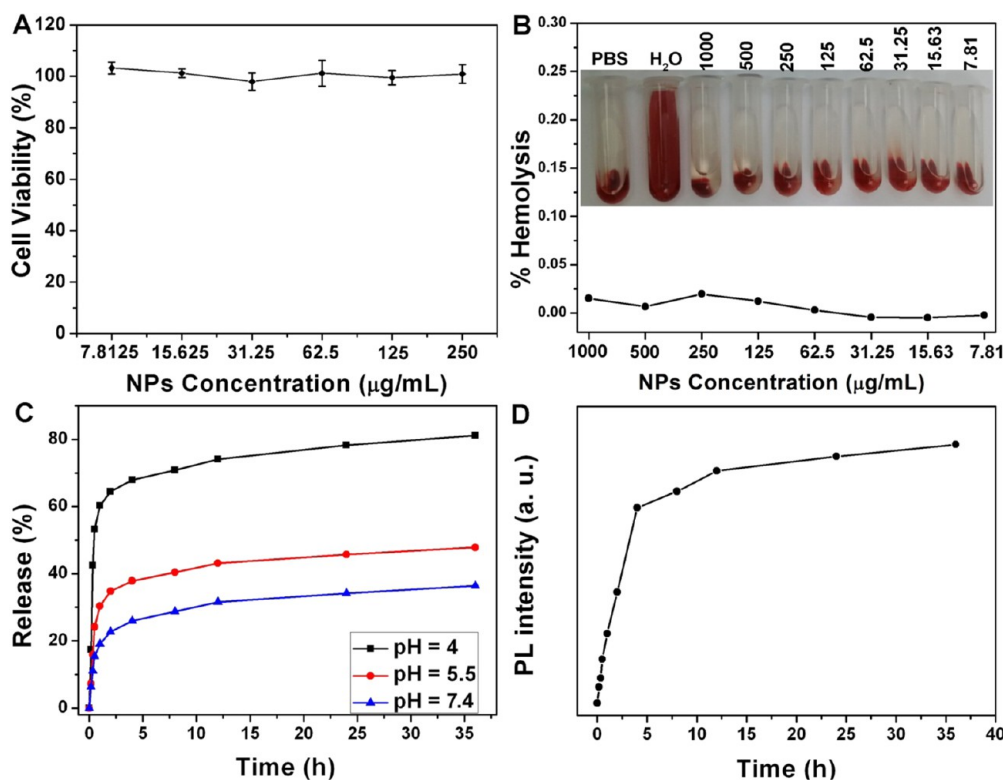 A
Cell Viability (%)
120
100
80
60
40
20
0
7.8125 15.625 31.25 62.5 125 250
NPs Concentration (μg/mL)
B
% Hemolysis
0.30
0.25
0.20
0.15
0.10
0.05
0.00
PBS H₂O 1000 500 250 125 62.5 31.25 15.63 7.81
1000 500 250 125 62.5 31.25 15.63 7.81
NPs Concentration (μg/mL)
C
Release (%)
80
60
40
20
0
pH = 4
pH = 5.5
pH = 7.4
0 5 10 15 20 25 30 35
Time (h)
D
PL intensity (a. u.)
0 5 10 15 20 25 30 35 40
Time (h)